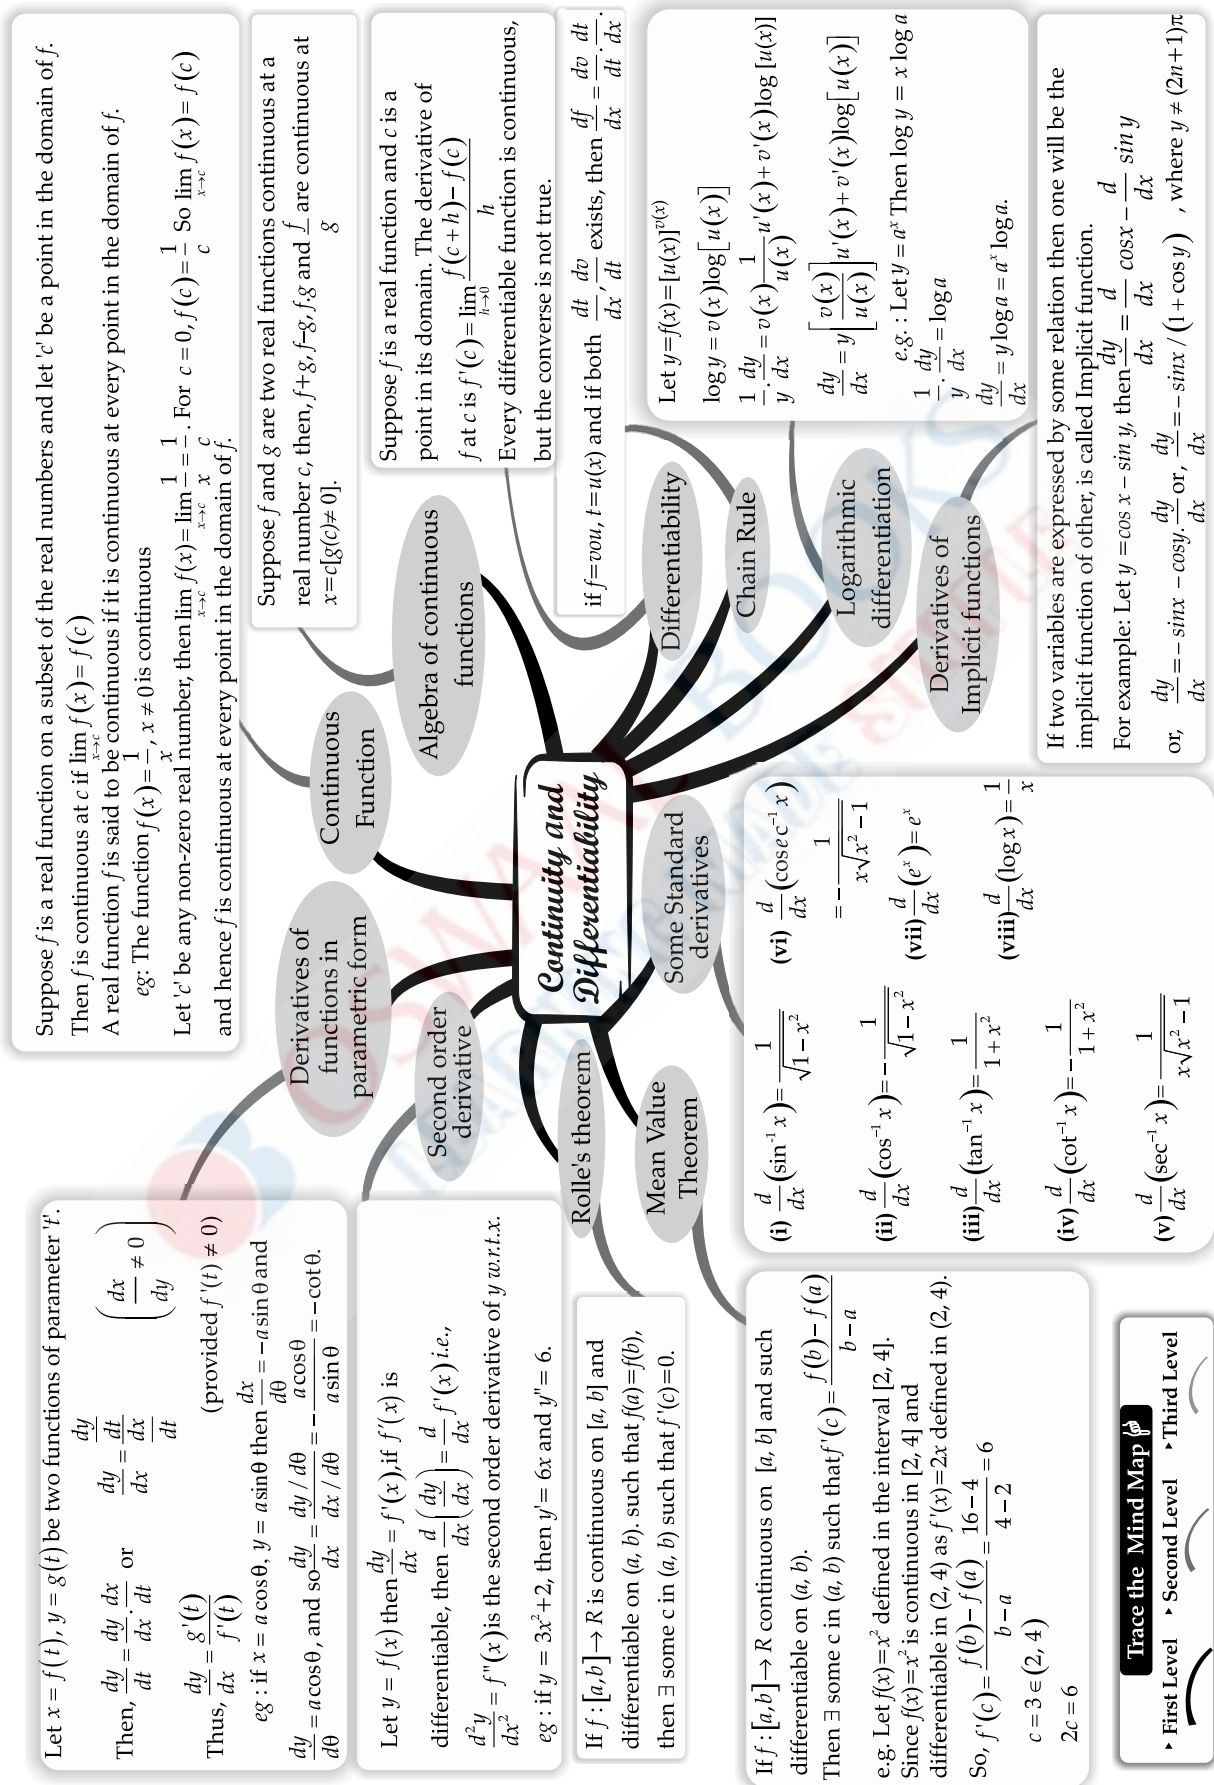 Continuity and
Differentiability
Continuous
Function
Suppose f is a real function on a subset of the real numbers and let 'c' be a point in the domain of f.
Then f is continuous at c if lim x→c f(x) = f(c)
A real function f is said to be continuous if it is continuous at every point in the domain of f.
eg: The function f(x) = 1/x, x ≠ 0 is continuous
Let 'c' be any non-zero real number, then lim x→c f(x) = lim x→c 1/x = 1/c. For c = 0, f(c) = 1/c So lim x→c f(x) = f(c)
and hence f is continuous at every point in the domain of f.
Algebra of continuous
functions
Suppose f and g are two real functions continuous at a
real number c, then, f+g, f–g, f.g and f/g are continuous at
x=c[g(c)≠ 0].
Differentiability
Suppose f is a real function and c is a
point in its domain. The derivative of
f at c is f'(c) = lim h→0 (f(c+h) – f(c))/h
Every differentiable function is continuous,
but the converse is not true.
Chain Rule
if f=vou, t=u(x) and if both dt/dx, dv/dt exists, then df/dx = dv/dt . dt/dx.
Logarithmic
differentiation
Let y=f(x)=[u(x)]^v(x)
log y = v(x)log[u(x)]
1/y . dy/dx = v(x) 1/u(x) u'(x)+v'(x)log[u(x)]
dy/dx = y[v(x)/u(x)]u'(x)+v'(x)log[u(x)]
e.g. : Let y = a^x Then log y = x log a
1/y . dy/dx = log a
dy/dx = y log a = a^x log a.
Derivatives of
Implicit functions
If two variables are expressed by some relation then one will be the
implicit function of other, is called Implicit function.
For example: Let y = cos x – sin y, then dy/dx = d/dx cosx – d/dx sin y
or, dy/dx = – sinx – cosy. dy/dx or, dy/dx = – sinx / (1+cos y) , where y ≠ (2n+1)π
Some Standard
derivatives
(i) d/dx (sin⁻¹ x) = 1/√(1–x²)
(ii) d/dx (cos⁻¹ x) = –1/√(1–x²)
(iii) d/dx (tan⁻¹ x) = 1/(1+x²)
(iv) d/dx (cot⁻¹ x) = –1/(1+x²)
(v) d/dx (sec⁻¹ x) = 1/(x√(x²–1))
(vi) d/dx (cosec⁻¹ x)
= –1/(x√(x²–1))
(vii) d/dx (e^x) = e^x
(viii) d/dx (log x) = 1/x
Mean Value
Theorem
If f : [a,b] → R continuous on [a, b] and such
differentiable on (a, b).
Then ∃ some c in (a, b) such that f'(c) = (f(b) – f(a))/(b – a)
e.g. Let f(x)=x² defined in the interval [2, 4].
Since f(x)=x² is continuous in [2, 4] and
differentiable in (2, 4) as f'(x)=2x defined in (2, 4).
So, f'(c) = (f(b) – f(a))/(b – a) = (16 – 4)/(4 – 2) = 6
c = 3 ∈ (2, 4)
2c = 6
Rolle's theorem
If f : [a,b] → R is continuous on [a, b] and
differentiable on (a, b). such that f(a)=f(b),
then ∃ some c in (a, b) such that f'(c)=0.
Second order
derivative
Let y = f(x) then dy/dx = f'(x), if f'(x) is
differentiable, then d/dx (dy/dx) = d/dx f'(x) i.e.,
d²y/dx² = f''(x) is the second order derivative of y w.r.t.x.
eg : if y = 3x²+2, then y'= 6x and y''= 6.
Derivatives of
functions in
parametric form
Let x = f(t), y = g(t) be two functions of parameter 't'.
Then, dy/dt = dy/dx . dx/dt or dy/dx = (dy/dt)/(dx/dt) (dx/dy ≠ 0)
Thus, dy/dx = g'(t)/f'(t) (provided f'(t) ≠ 0)
eg : if x = a cosθ, y = a sinθ then dx/dθ = –a sin θ and
dy/dθ = a cosθ, and so dy/dx = (dy / dθ)/(dx / dθ) = – a cosθ/a sinθ = – cot θ.
Trace the Mind Map
▸ First Level ▸ Second Level ▸ Third Level
OSWAAL BOOKS
LEARNING MADE SIMPLE